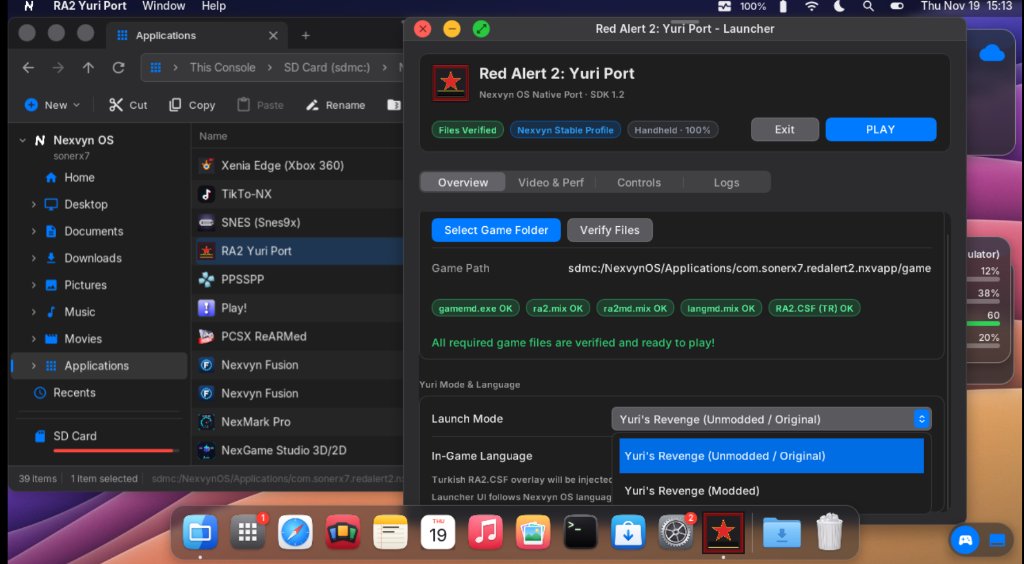 RA2 Yuri Port Window Help
100%
Thu Nov 19 15:13
Applications
This Console
SD Card (sdmc:)
New
Cut
Copy
Paste
Rename
Nexvyn OS
sonerx7
Home
Desktop
Documents
Downloads
Pictures
Music
Movies
Applications
Recents
SD Card
Name
Xenia Edge (Xbox 360)
TikTo-NX
SNES (Snes9x)
RA2 Yuri Port
PPSSPP
Play!
PCSX ReARMed
Nexvyn Fusion
Nexvyn Fusion
NexMark Pro
NexGame Studio 3D/2D
39 items
1 item selected
sdmc:/NexvynOS/Applications/com.sonerx7.redalert2.nx
Red Alert 2: Yuri Port - Launcher
Red Alert 2: Yuri Port
Nexvyn OS Native Port · SDK 1.2
Files Verified
Nexvyn Stable Profile
Handheld · 100%
Exit
PLAY
Overview
Video & Perf
Controls
Logs
Select Game Folder
Verify Files
Game Path
sdmc:/NexvynOS/Applications/com.sonerx7.redalert2.nxvapp/game
gamemd.exe OK
ra2.mix OK
ra2md.mix OK
langmd.mix OK
RA2.CSF (TR) OK
All required game files are verified and ready to play!
Yuri Mode & Language
Launch Mode
Yuri's Revenge (Unmodded / Original)
In-Game Language
Yuri's Revenge (Unmodded / Original)
Turkish RA2.CSF overlay will be injected
Launcher UI follows Nexvyn OS language
Yuri's Revenge (Modded)
ulator)
12%
38%
60
20%
1
THU
19
>_
2